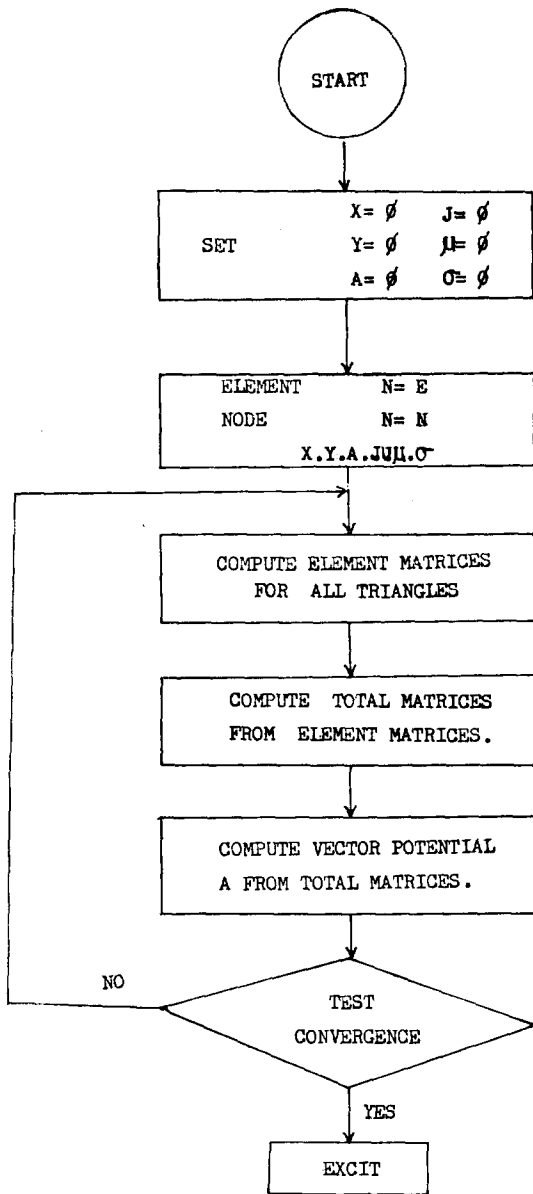 START
X= ∅ J= ∅
SET Y= ∅ μ= ∅
A= ∅ σ= ∅
ELEMENT N= E
NODE N= N
X.Y.A.JUμ.σ
COMPUTE ELEMENT MATRICES
FOR ALL TRIANGLES
COMPUTE TOTAL MATRICES
FROM ELEMENT MATRICES.
COMPUTE VECTOR POTENTIAL
A FROM TOTAL MATRICES.
NO
TEST
CONVERGENCE
YES
EXCIT